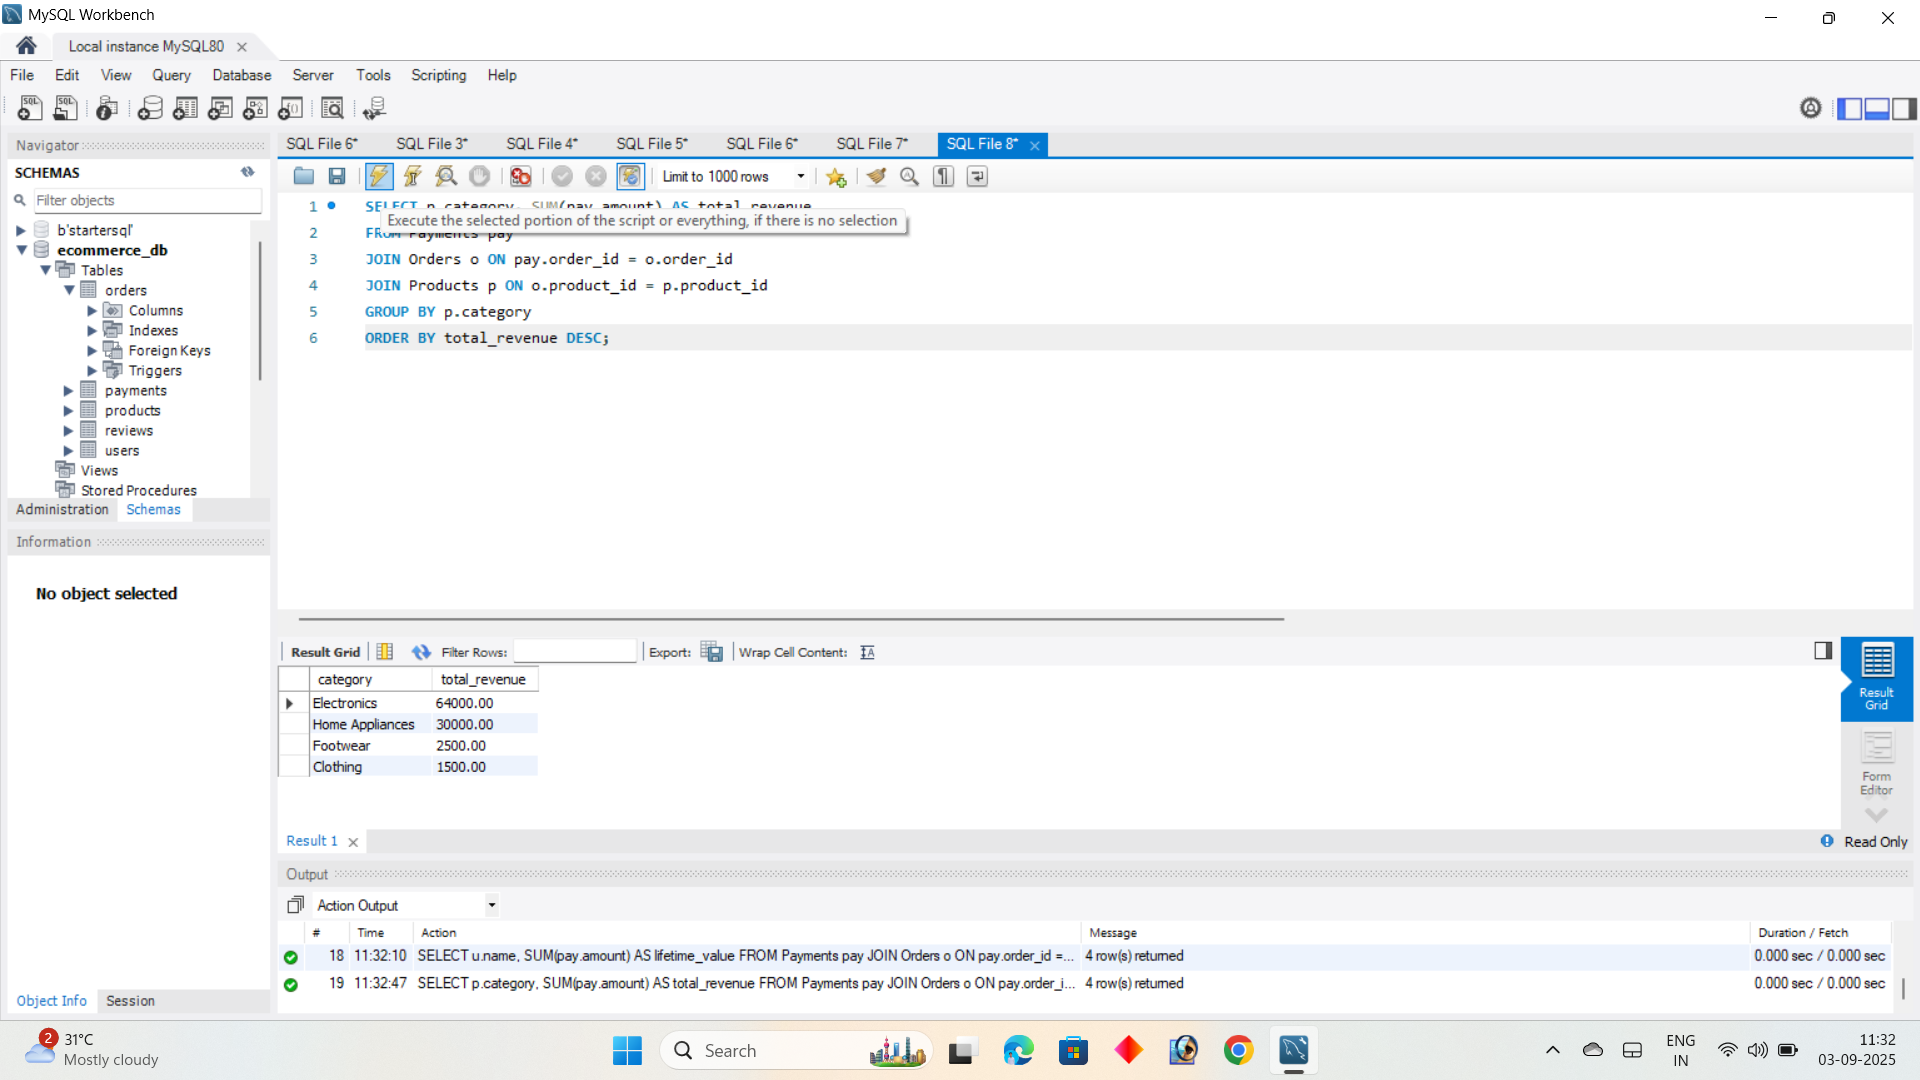 MySQL Workbench
Local instance MySQL80
File Edit View Query Database Server Tools Scripting Help
Navigator
SCHEMAS
Filter objects
b'startersql'
ecommerce_db
Tables
orders
Columns
Indexes
Foreign Keys
Triggers
payments
products
reviews
users
Views
Stored Procedures
Administration Schemas
Information
No object selected
Object Info Session
SQL File 6* SQL File 3* SQL File 4* SQL File 5* SQL File 6* SQL File 7* SQL File 8*
Limit to 1000 rows
1 SELECT p.category, SUM(pay.amount) AS total_revenue
Execute the selected portion of the script or everything, if there is no selection
2 FROM Payments pay
3 JOIN Orders o ON pay.order_id = o.order_id
4 JOIN Products p ON o.product_id = p.product_id
5 GROUP BY p.category
6 ORDER BY total_revenue DESC;
Result Grid Filter Rows: Export: Wrap Cell Content:
category total_revenue
Electronics 64000.00
Home Appliances 30000.00
Footwear 2500.00
Clothing 1500.00
Result Grid
Form Editor
Result 1
Read Only
Output
Action Output
# Time Action Message Duration / Fetch
18 11:32:10 SELECT u.name, SUM(pay.amount) AS lifetime_value FROM Payments pay JOIN Orders o ON pay.order_id =... 4 row(s) returned 0.000 sec / 0.000 sec
19 11:32:47 SELECT p.category, SUM(pay.amount) AS total_revenue FROM Payments pay JOIN Orders o ON pay.order_i... 4 row(s) returned 0.000 sec / 0.000 sec
2
31°C
Mostly cloudy
Search
ENG
IN
11:32
03-09-2025